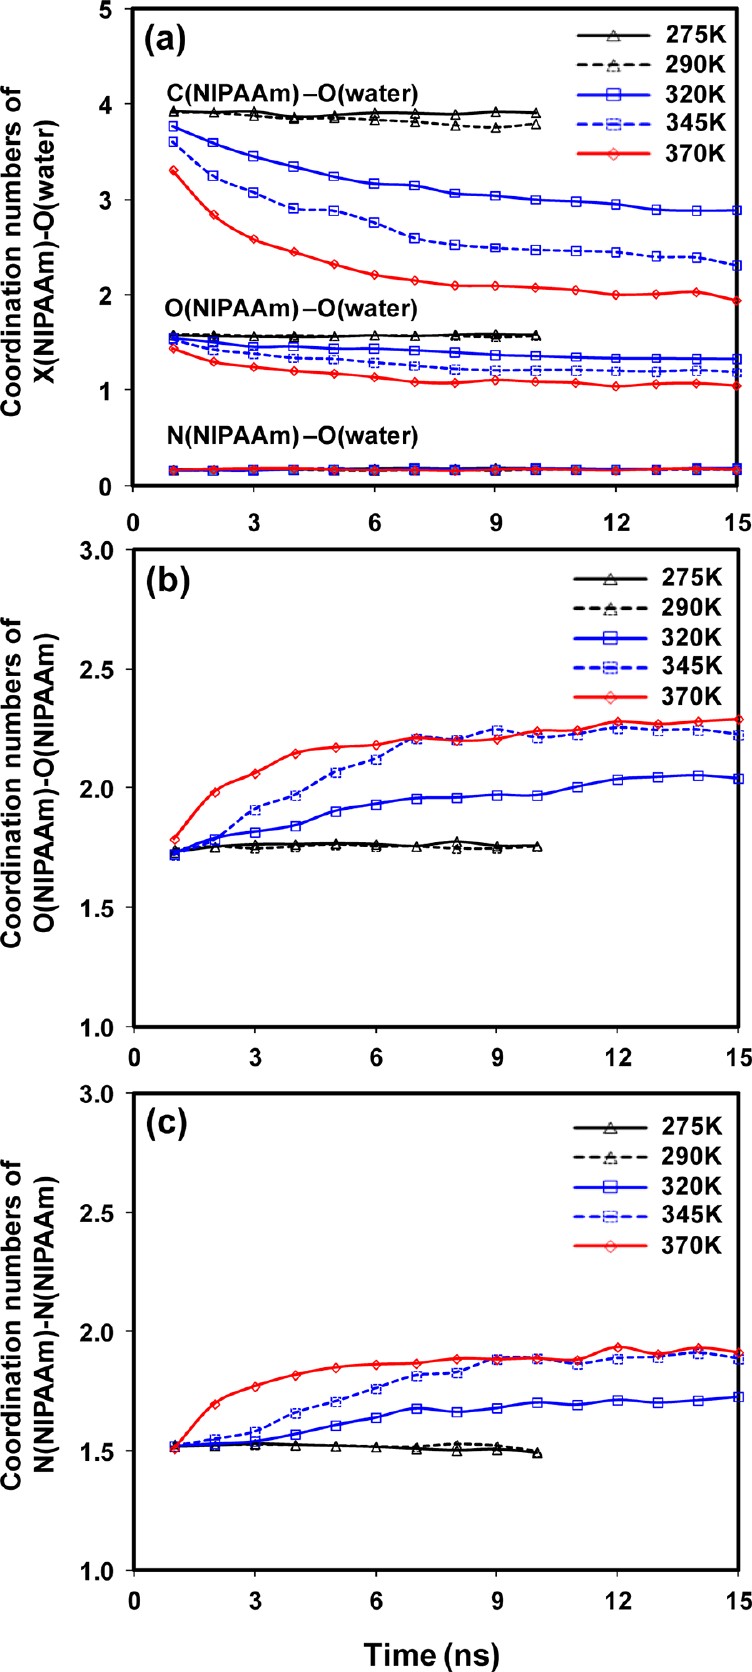 (a)
Coordination numbers of
X(NIPAAm)-O(water)
5
4
3
2
1
0
275K
290K
320K
345K
370K
C(NIPAAm) –O(water)
O(NIPAAm)–O(water)
N(NIPAAm) –O(water)
0 3 6 9 12 15
(b)
Coordination numbers of
O(NIPAAm)-O(NIPAAm)
3.0
2.5
2.0
1.5
1.0
275K
290K
320K
345K
370K
0 3 6 9 12 15
(c)
Coordination numbers of
N(NIPAAm)-N(NIPAAm)
3.0
2.5
2.0
1.5
1.0
275K
290K
320K
345K
370K
0 3 6 9 12 15
Time (ns)